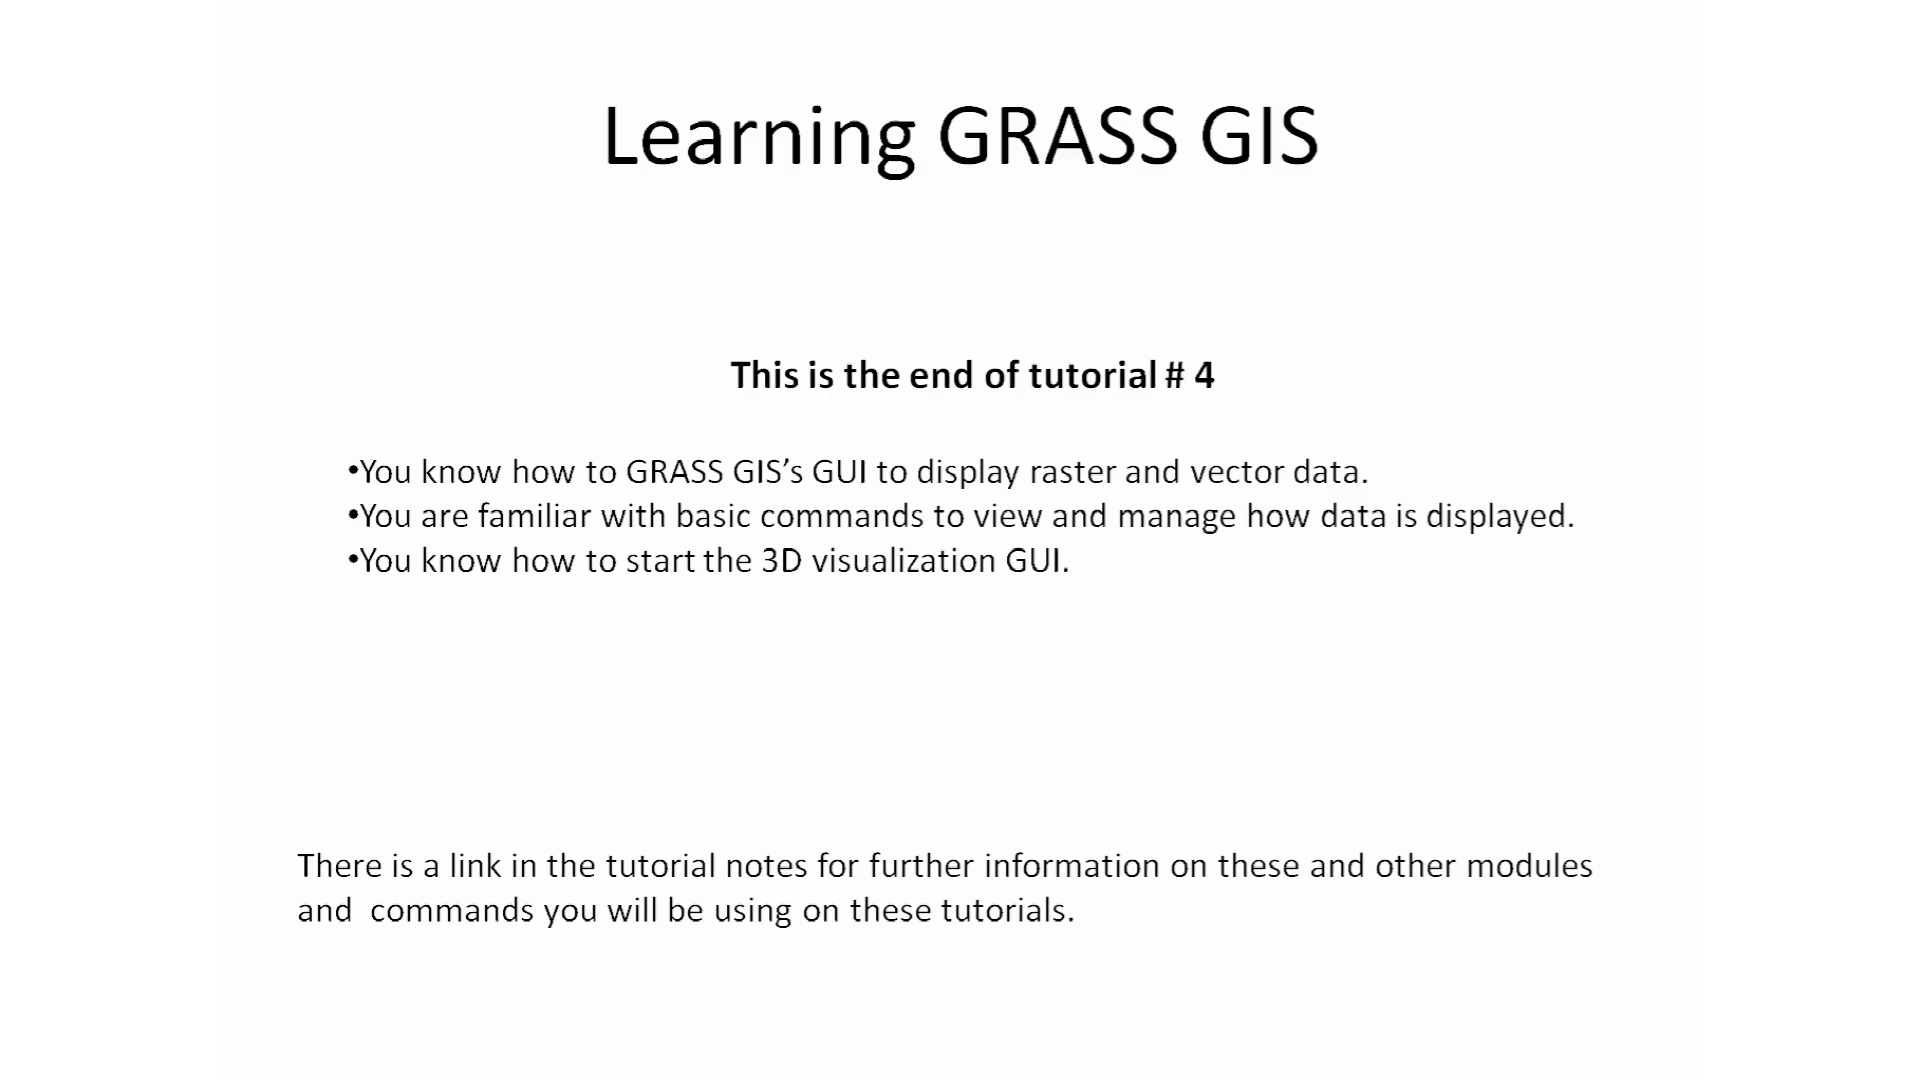 Learning GRASS GIS
This is the end of tutorial # 4
•You know how to GRASS GIS’s GUI to display raster and vector data.
•You are familiar with basic commands to view and manage how data is displayed.
•You know how to start the 3D visualization GUI.
There is a link in the tutorial notes for further information on these and other modules
and  commands you will be using on these tutorials.